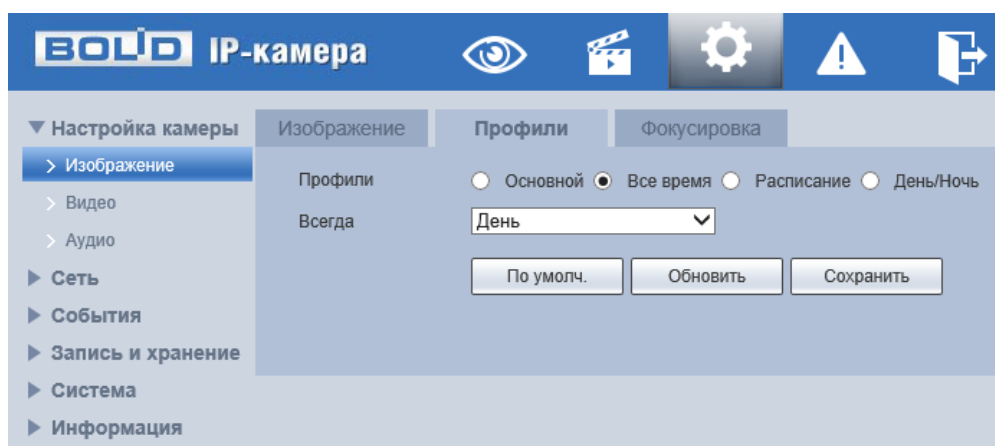 BOLID IP-камера
Настройка камеры
Изображение
Видео
Аудио
Сеть
События
Запись и хранение
Система
Информация
Изображение Профили Фокусировка
Профили Основной Все время Расписание День/Ночь
Всегда День
По умолч. Обновить Сохранить